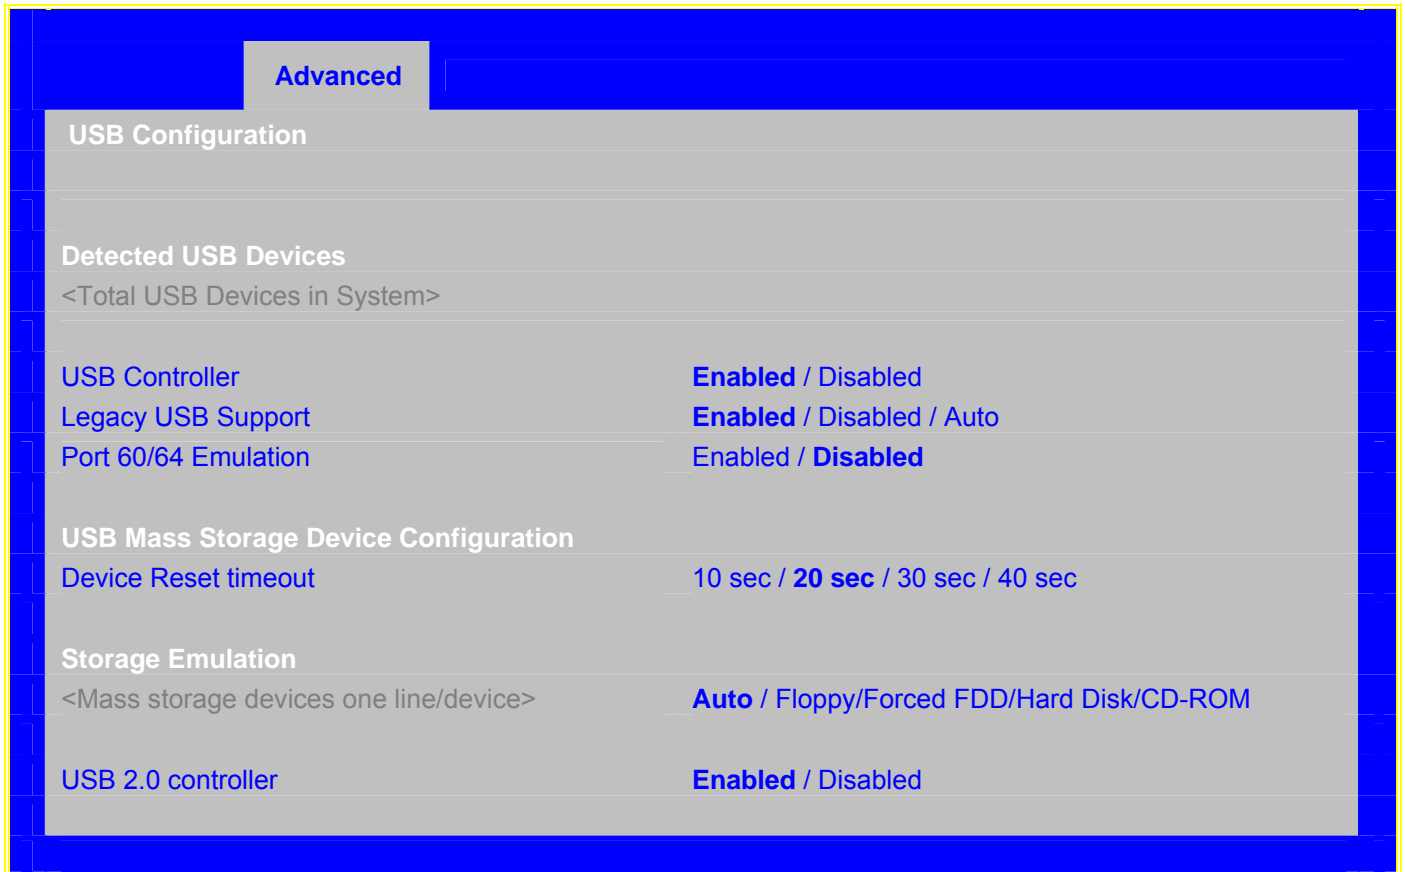 Advanced
USB Configuration
Detected USB Devices
<Total USB Devices in System>
USB Controller Enabled / Disabled
Legacy USB Support Enabled / Disabled / Auto
Port 60/64 Emulation Enabled / Disabled
USB Mass Storage Device Configuration
Device Reset timeout 10 sec / 20 sec / 30 sec / 40 sec
Storage Emulation
<Mass storage devices one line/device> Auto / Floppy/Forced FDD/Hard Disk/CD-ROM
USB 2.0 controller Enabled / Disabled